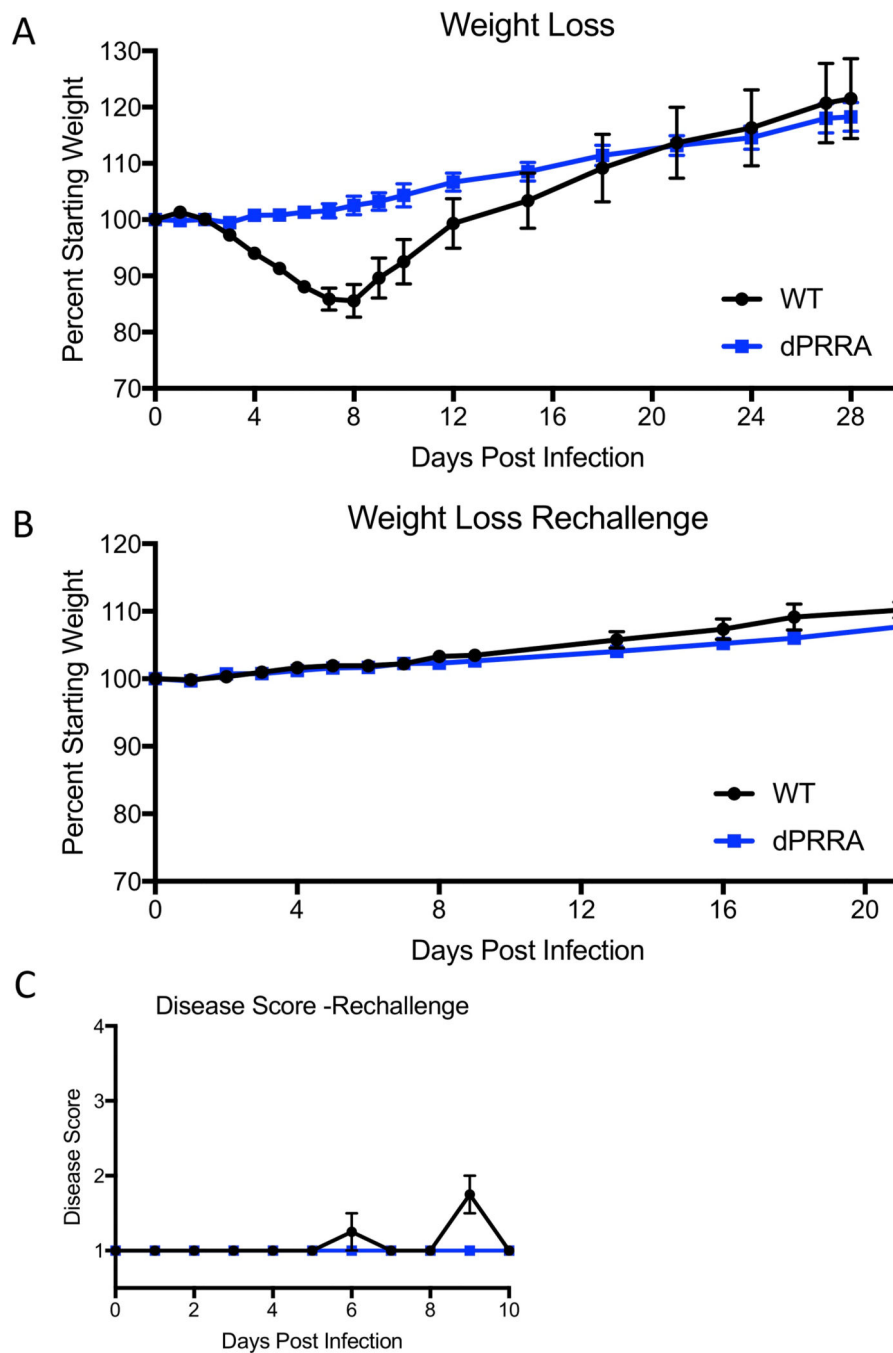 A
Weight Loss
130
120
110
100
90
80
70
Percent Starting Weight
WT
dPRRA
0 4 8 12 16 20 24 28
Days Post Infection
B
Weight Loss Rechallenge
120
110
100
90
80
70
Percent Starting Weight
WT
dPRRA
0 4 8 12 16 20
Days Post Infection
C
Disease Score -Rechallenge
4
3
2
1
Disease Score
0 2 4 6 8 10
Days Post Infection